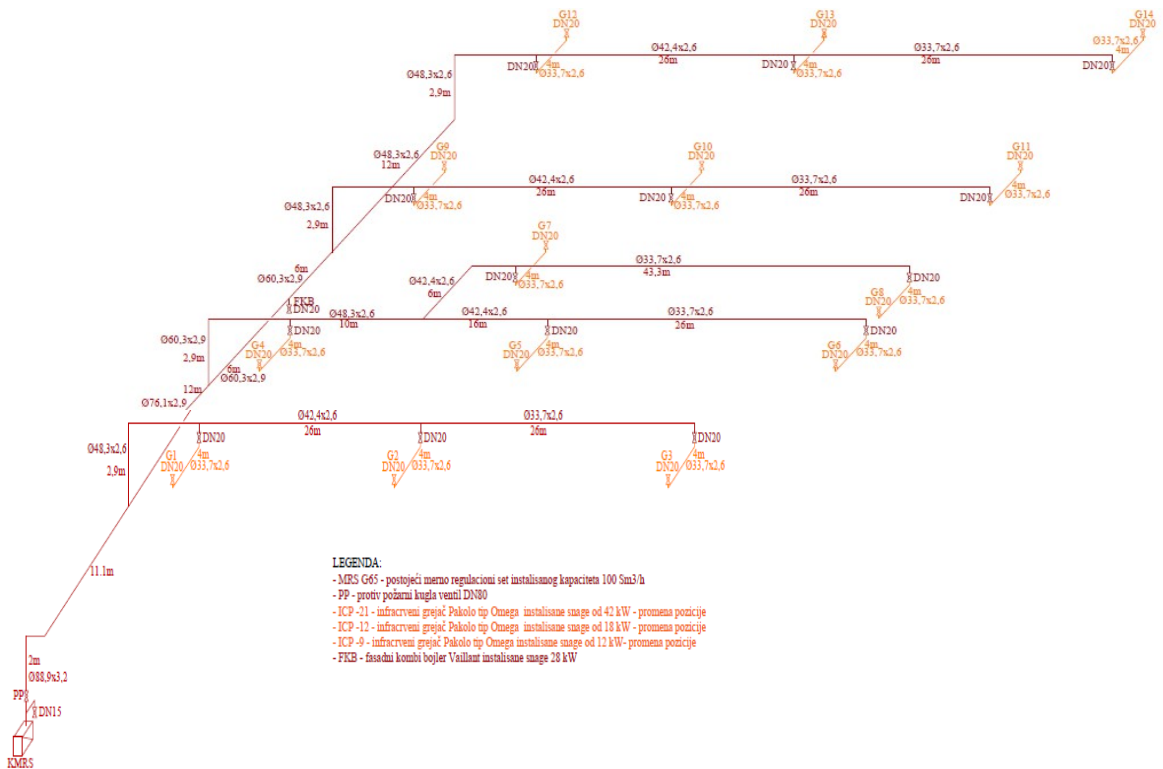 G12
DN20
G13
DN20
G14
DN20
Ø42,4x2,6
26m
Ø33,7x2,6
26m
Ø33,7x2,6
4m
DN20
4m
Ø33,7x2,6
DN20
4m
Ø33,7x2,6
DN20
Ø48,3x2,6
2,9m
Ø48,3x2,6
12m
G9
DN20
G10
DN20
G11
DN20
Ø42,4x2,6
26m
Ø33,7x2,6
26m
DN20
4m
Ø33,7x2,6
DN20
4m
Ø33,7x2,6
DN20
4m
Ø33,7x2,6
Ø48,3x2,6
2,9m
G7
DN20
6m
Ø60,3x2,9
Ø42,4x2,6
6m
DN20
4m
Ø33,7x2,6
Ø33,7x2,6
43,3m
DN20
4m
Ø33,7x2,6
G8
DN20
FKB
DN20
Ø48,3x2,6
10m
Ø42,4x2,6
16m
Ø33,7x2,6
26m
Ø60,3x2,9
2,9m
DN20
4m
Ø33,7x2,6
G4
DN20
DN20
4m
Ø33,7x2,6
G5
DN20
DN20
4m
Ø33,7x2,6
G6
DN20
6m
Ø60,3x2,9
12m
Ø76,1x2,9
Ø42,4x2,6
26m
Ø33,7x2,6
26m
Ø48,3x2,6
2,9m
DN20
4m
Ø33,7x2,6
G1
DN20
DN20
4m
Ø33,7x2,6
G2
DN20
DN20
4m
Ø33,7x2,6
G3
DN20
11.1m
LEGENDA:
- MRS G65 - postojeći merno regulacioni set instalisanog kapaciteta 100 Sm3/h
- PP - protiv požarni kugla ventil DN80
- ICP -21 - infracrveni grejač Pakolo tip Omega instalisane snage od 42 kW - promena pozicije
- ICP -12 - infracrveni grejač Pakolo tip Omega instalisane snage od 18 kW - promena pozicije
- ICP -9 - infracrveni grejač Pakolo tip Omega instalisane snage od 12 kW- promena pozicije
- FKB - fasadni kombi bojler Vaillant instalisane snage 28 kW
2m
Ø88,9x3,2
PP
DN15
KMRS